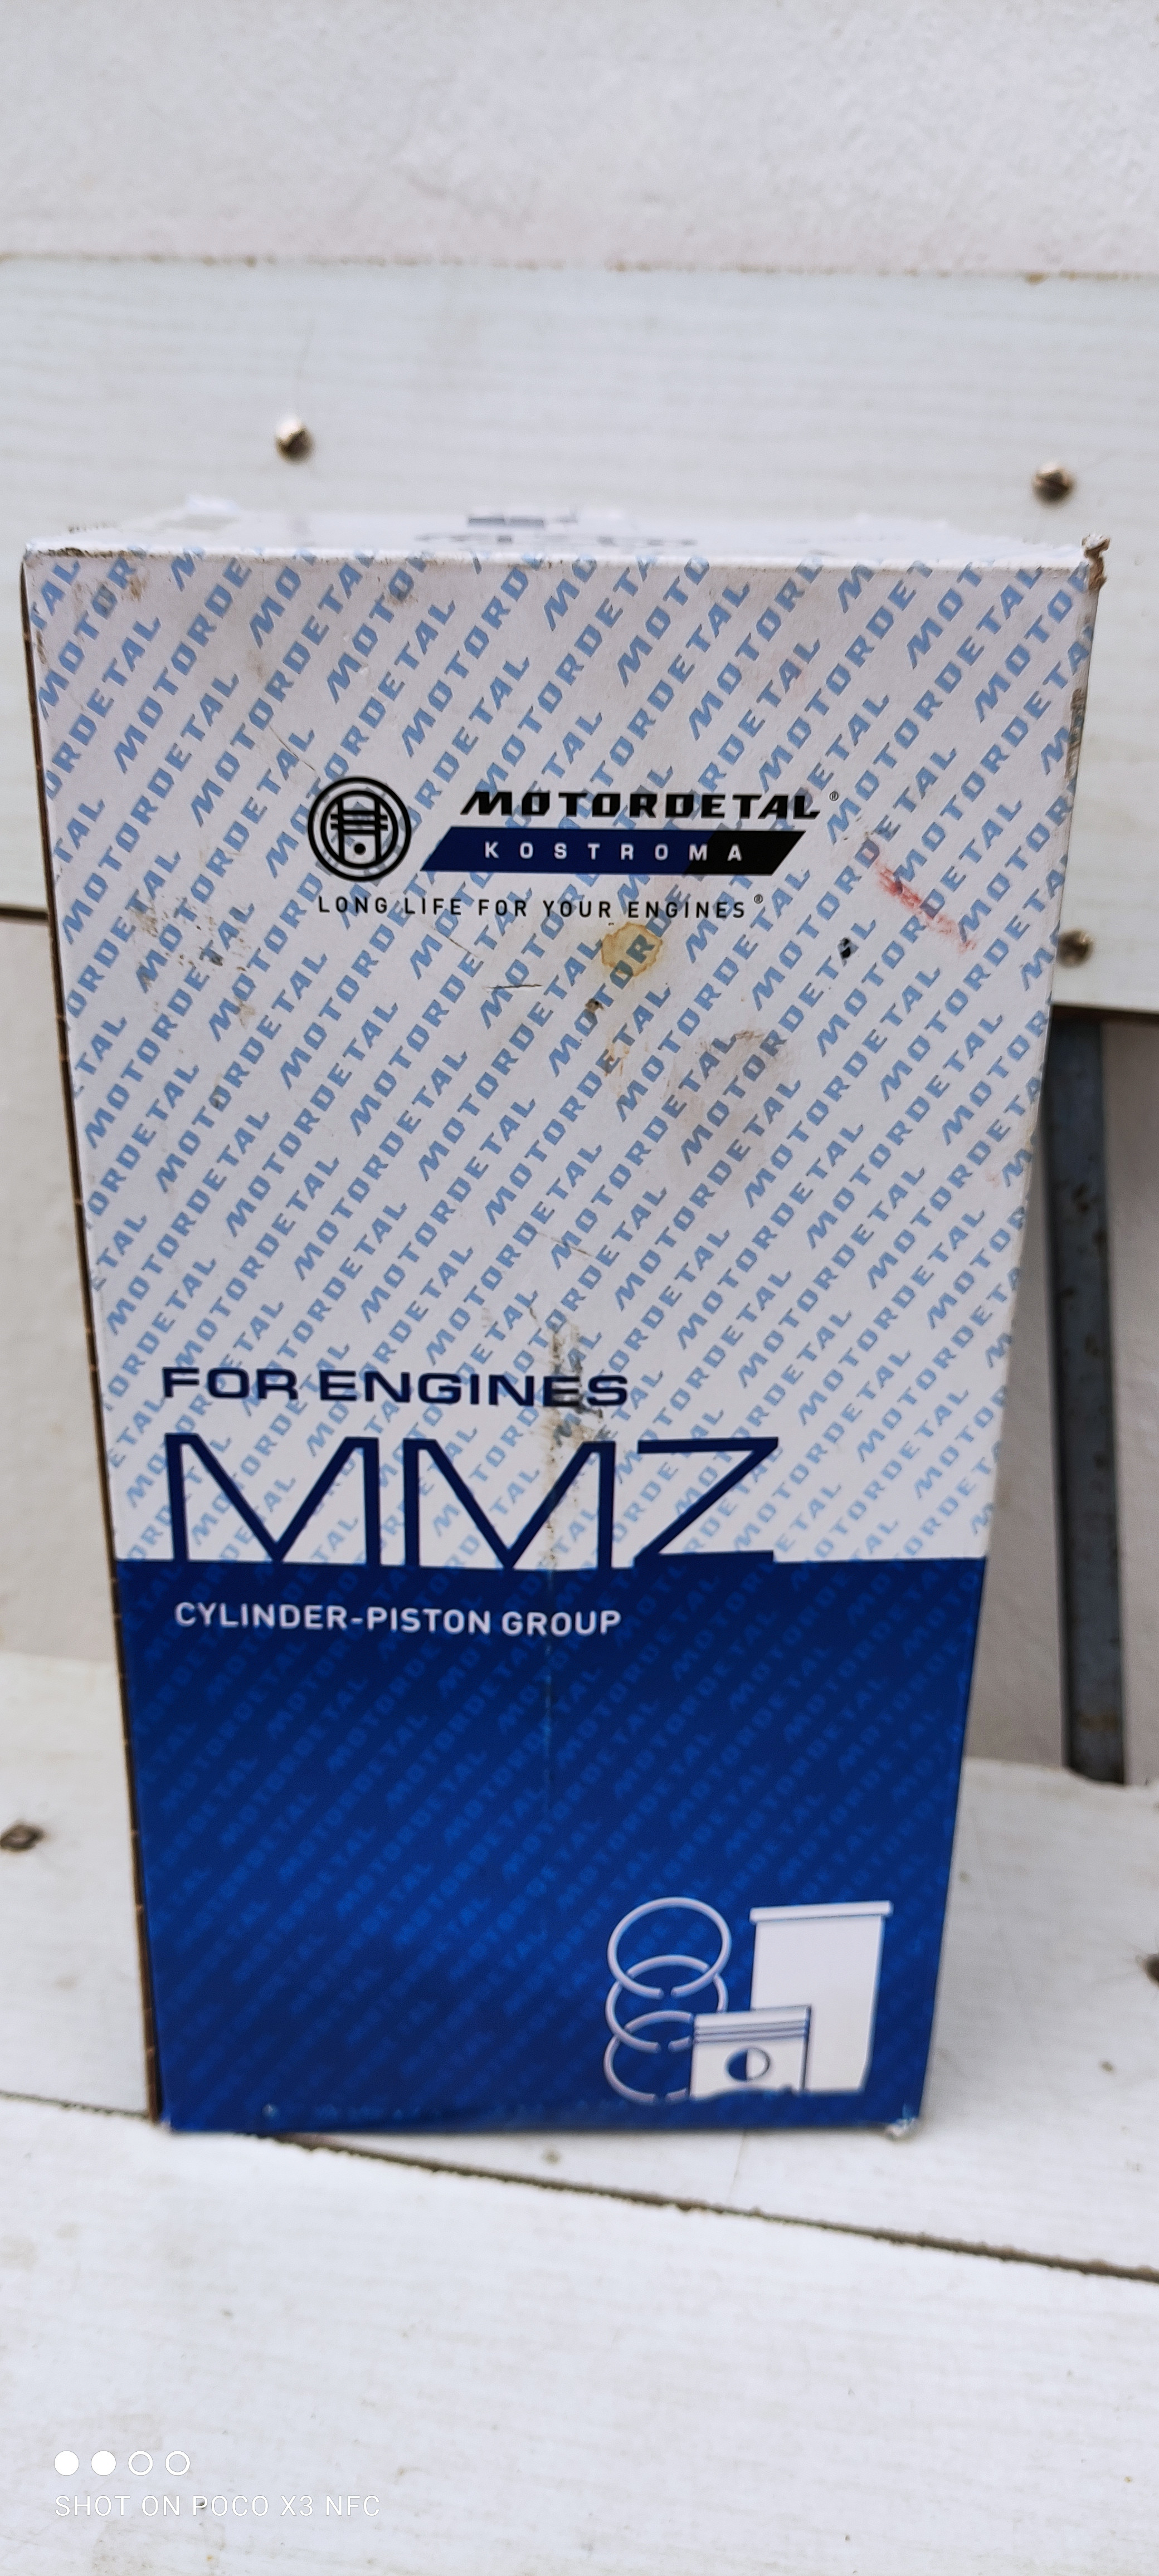 MOTORDETAL®
KOSTROMA
LONG LIFE FOR YOUR ENGINES®
FOR ENGINES
MMZ
CYLINDER-PISTON GROUP
SHOT ON POCO X3 NFC